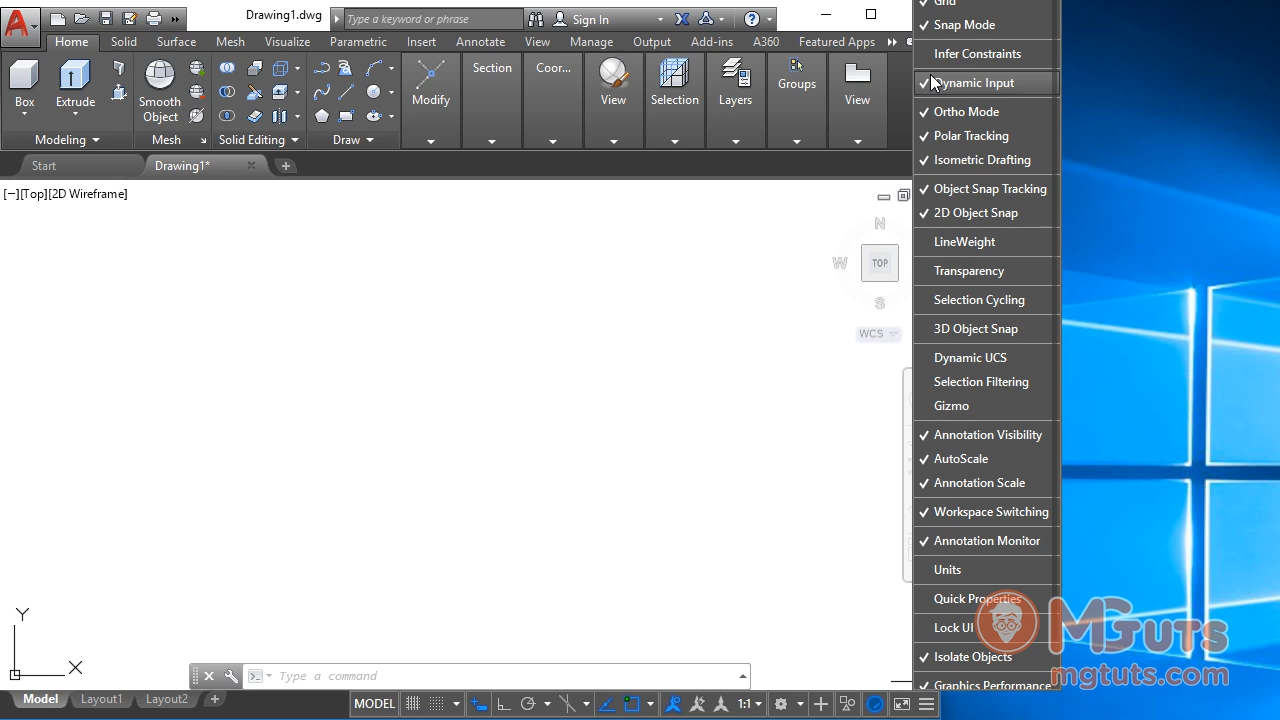 Drawing1.dwg
Type a keyword or phrase
Sign In
Home
Solid
Surface
Mesh
Visualize
Parametric
Insert
Annotate
View
Manage
Output
Add-ins
A360
Featured Apps
Box
Extrude
Smooth
Object
Modify
Section
Coor...
View
Selection
Layers
Groups
View
Modeling
Mesh
Solid Editing
Draw
Start
Drawing1*
[−][Top][2D Wireframe]
N
W
TOP
S
WCS
Y
X
Grid
Snap Mode
Infer Constraints
Dynamic Input
Ortho Mode
Polar Tracking
Isometric Drafting
Object Snap Tracking
2D Object Snap
LineWeight
Transparency
Selection Cycling
3D Object Snap
Dynamic UCS
Selection Filtering
Gizmo
Annotation Visibility
AutoScale
Annotation Scale
Workspace Switching
Annotation Monitor
Units
Quick Properties
Lock UI
Isolate Objects
Graphics Performance
MGuts
mgtuts.com
Type a command
Model
Layout1
Layout2
MODEL
1:1